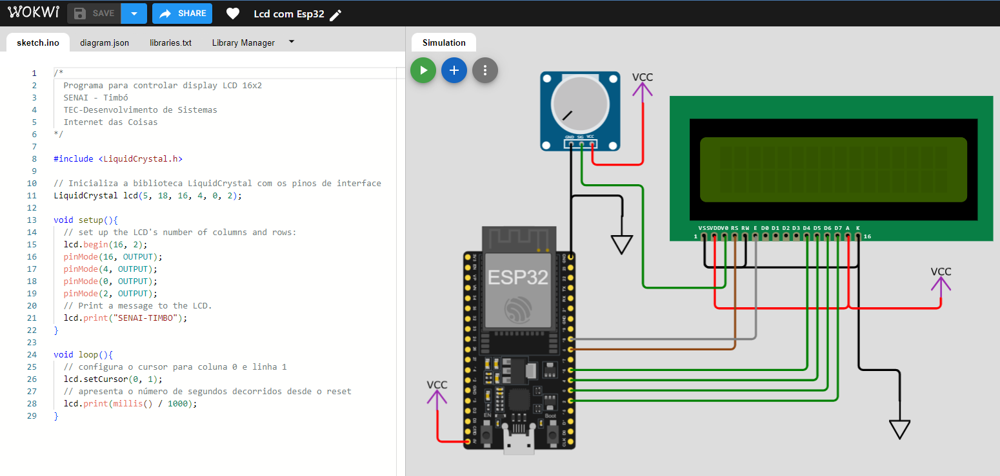 WOKWi
SAVE
SHARE
Lcd com Esp32
sketch.ino
diagram.json
libraries.txt
Library Manager
1 /*
2 Programa para controlar display LCD 16x2
3 SENAI - Timbó
4 TEC-Desenvolvimento de Sistemas
5 Internet das Coisas
6 */
7
8 #include <LiquidCrystal.h>
9
10 // Inicializa a biblioteca LiquidCrystal com os pinos de interface
11 LiquidCrystal lcd(5, 18, 16, 4, 0, 2);
12
13 void setup(){
14 // set up the LCD's number of columns and rows:
15 lcd.begin(16, 2);
16 pinMode(16, OUTPUT);
17 pinMode(4, OUTPUT);
18 pinMode(0, OUTPUT);
19 pinMode(2, OUTPUT);
20 // Print a message to the LCD.
21 lcd.print("SENAI-TIMBO");
22 }
23
24 void loop(){
25 // configura o cursor para coluna 0 e linha 1
26 lcd.setCursor(0, 1);
27 // apresenta o número de segundos decorridos desde o reset
28 lcd.print(millis() / 1000);
29 }
Simulation
GND SIG VCC
VCC
VSS VDD V0 RS RW E D0 D1 D2 D3 D4 D5 D6 D7 A K
1
16
VCC
ESP32
VCC
EN
Boot